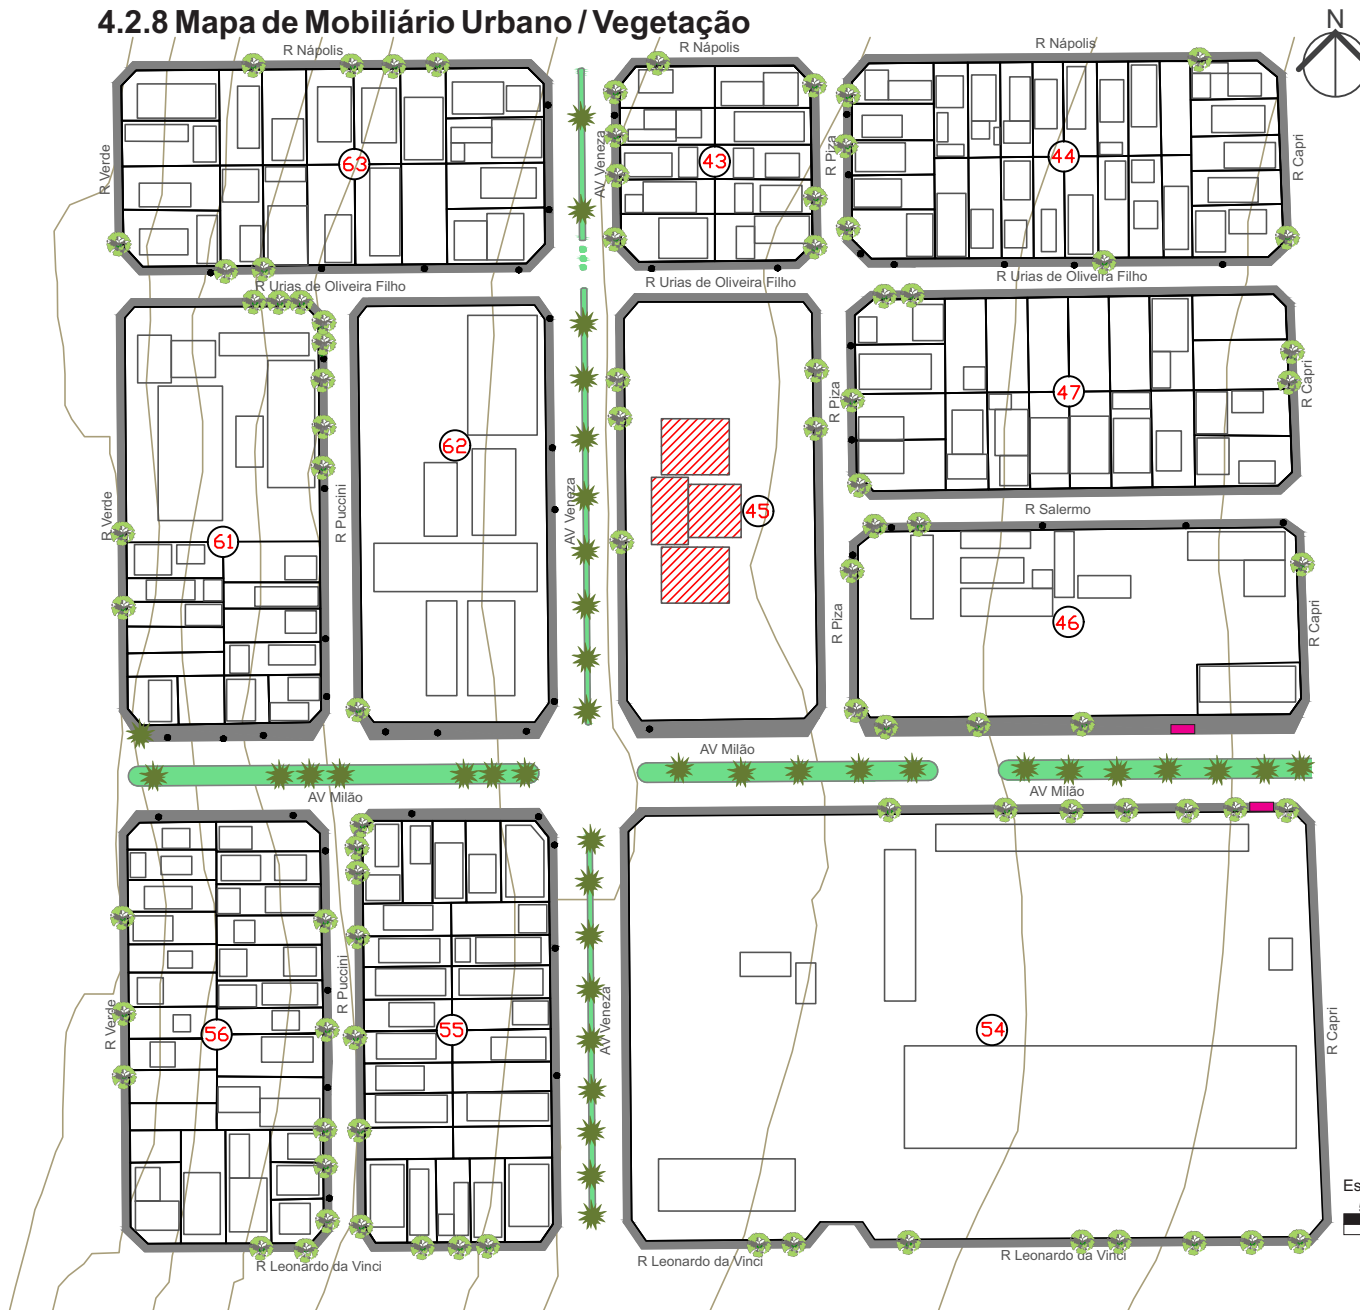 4.2.8 Mapa de Mobiliário Urbano / Vegetação
N
R Nápolis
R Nápolis
R Nápolis
R Verde
63
AV Veneza
43
R Piza
44
R Capri
R Urias de Oliveira Filho
R Urias de Oliveira Filho
R Urias de Oliveira Filho
R Verde
61
R Puccini
62
AV Veneza
45
R Piza
47
R Capri
R Salermo
R Piza
46
R Capri
AV Milão
AV Milão
AV Milão
R Verde
56
R Puccini
55
AV Veneza
54
R Capri
Es
R Leonardo da Vinci
R Leonardo da Vinci
R Leonardo da Vinci